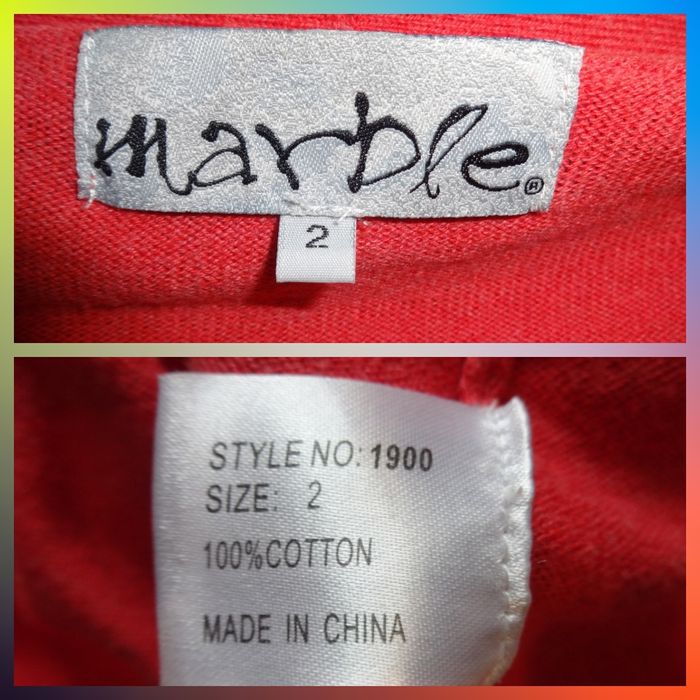 marble®
2
STYLE NO: 1900
SIZE: 2
100%COTTON
MADE IN CHINA